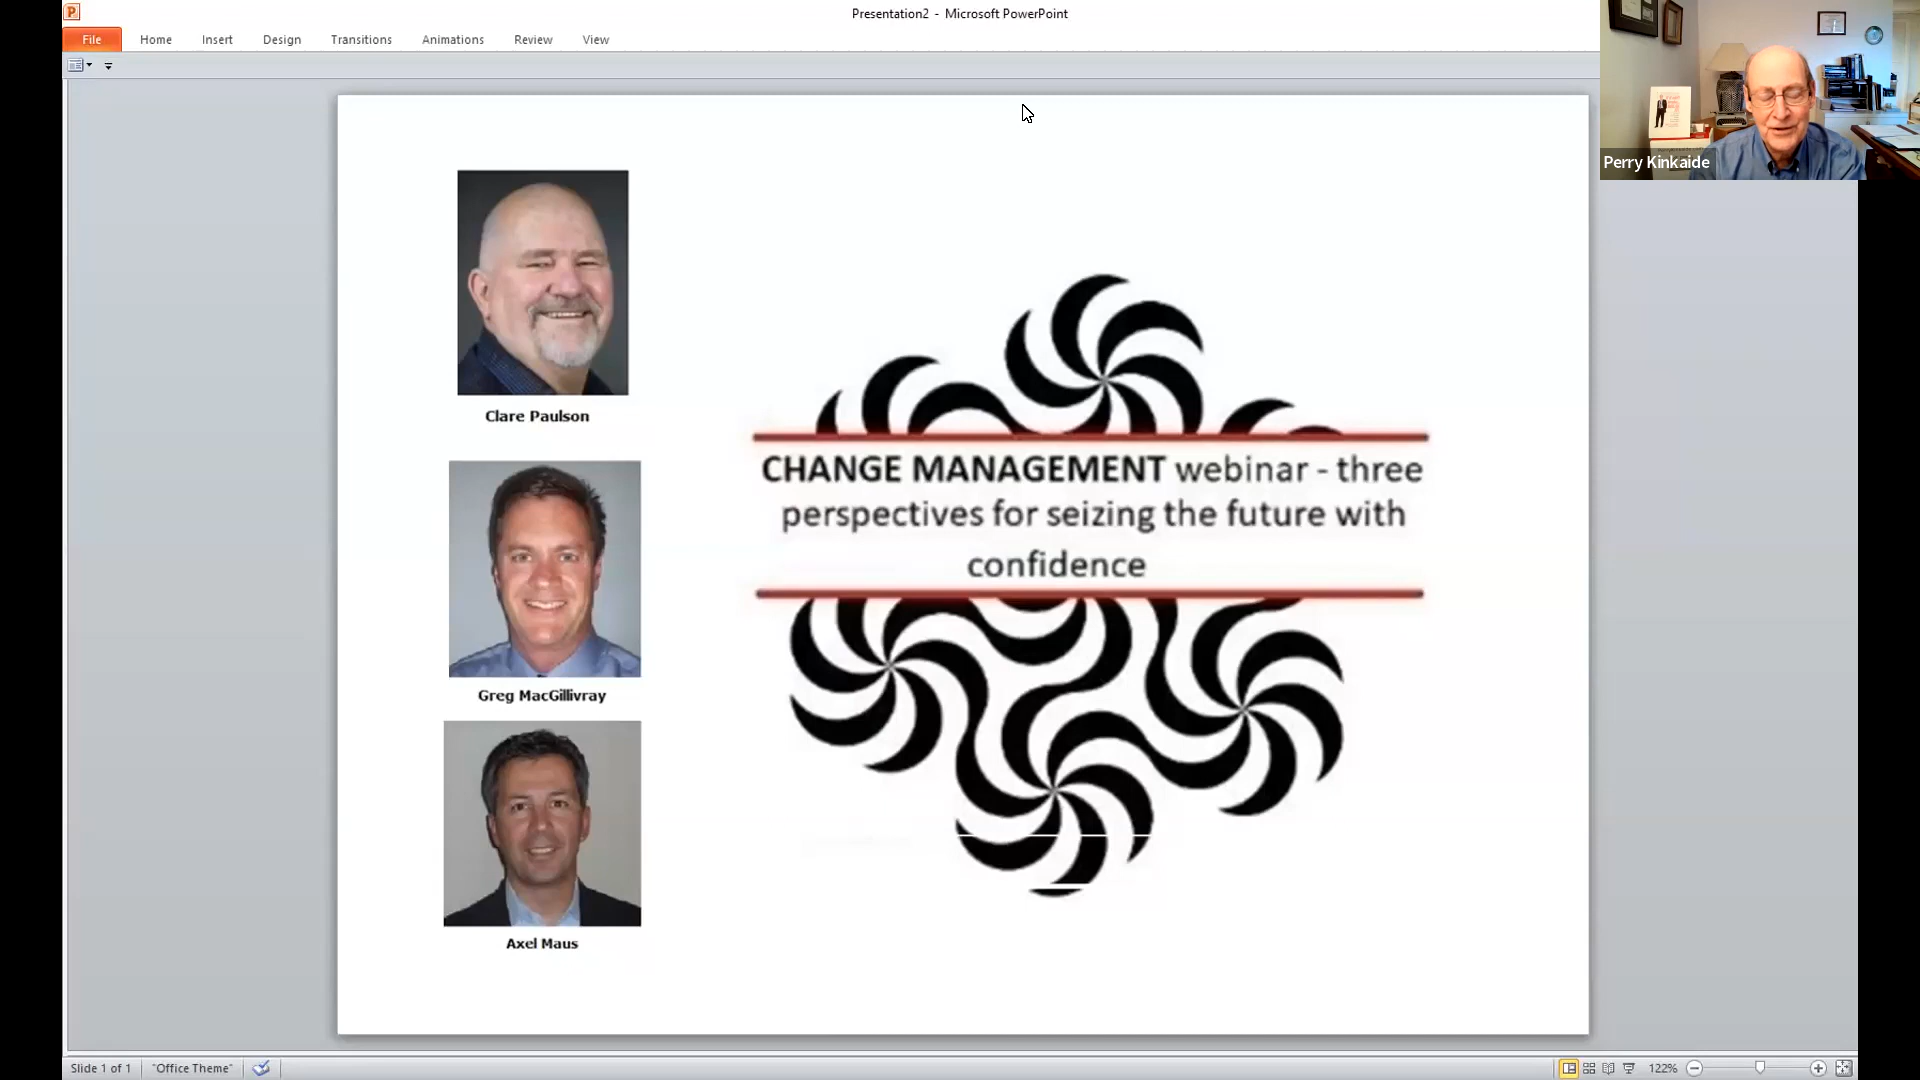 Presentation2 - Microsoft PowerPoint
File Home Insert Design Transitions Animations Review View
Perry Kinkaide
Clare Paulson
CHANGE MANAGEMENT webinar - three
perspectives for seizing the future with
confidence
Greg MacGillivray
Axel Maus
Slide 1 of 1 "Office Theme" 122%